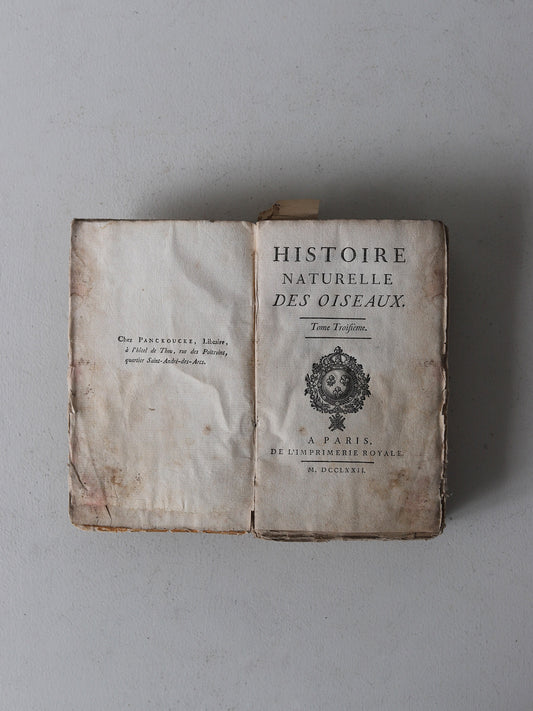 Chez PANCKOUCKE, Libraire,
à l'hôtel de Thou, rue des Poitevins,
quartier Saint-André-des-Arcs.
HISTOIRE
NATURELLE
DES OISEAUX.
Tome Troisième.
A PARIS,
DE L'IMPRIMERIE ROYALE.
M. DCCLXXII.